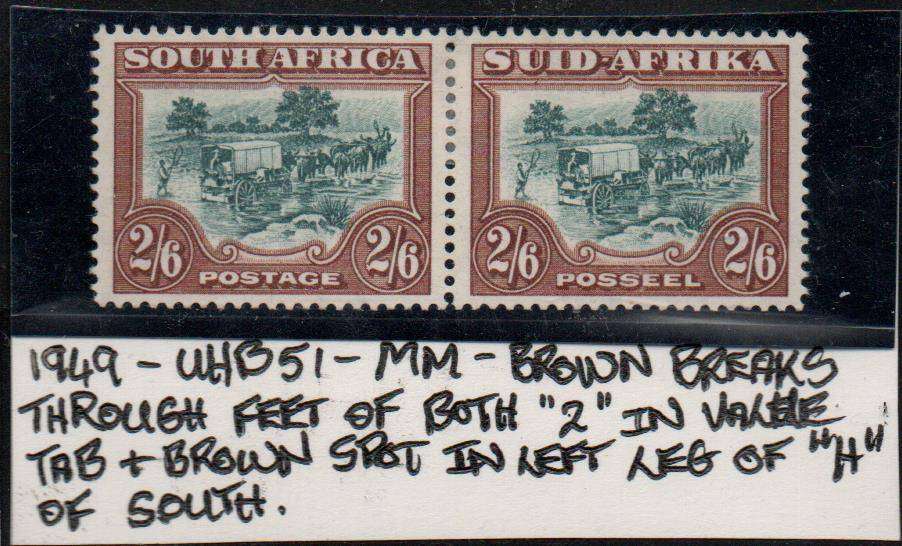 SOUTH AFRICA SUID-AFRIKA
2/6 POSTAGE 2/6 2/6 POSSEEL 2/6
1949 - UHB51 - MM - BROWN BREAKS
THROUGH FEET OF BOTH "2" IN VALUE
TAB + BROWN SPOT IN LEFT LEG OF "H"
OF SOUTH.